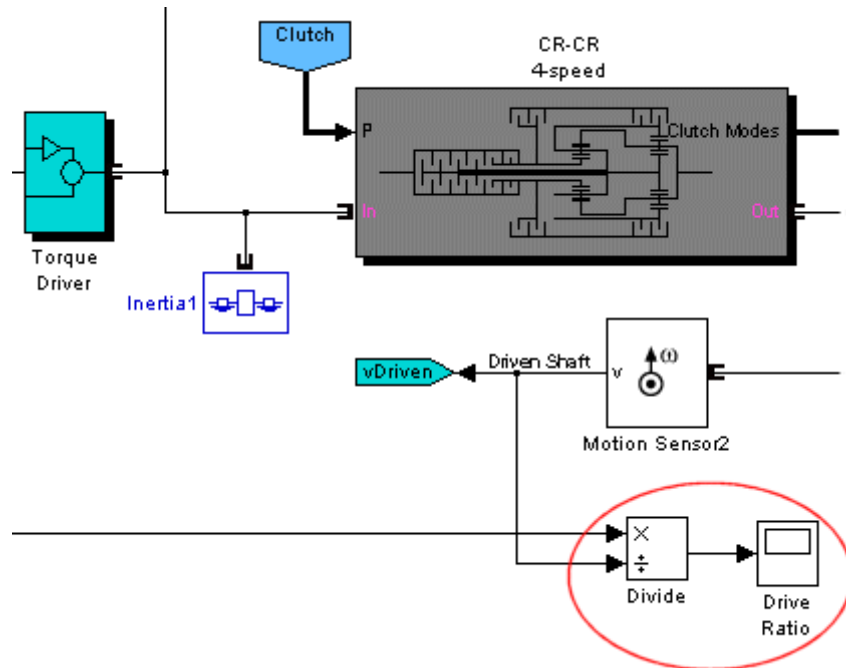 Clutch
CR-CR
4-speed
P
Clutch Modes
In
Out
Torque
Driver
Inertia1
vDriven
Driven Shaft
v
ω
Motion Sensor2
×
÷
Divide
Drive
Ratio